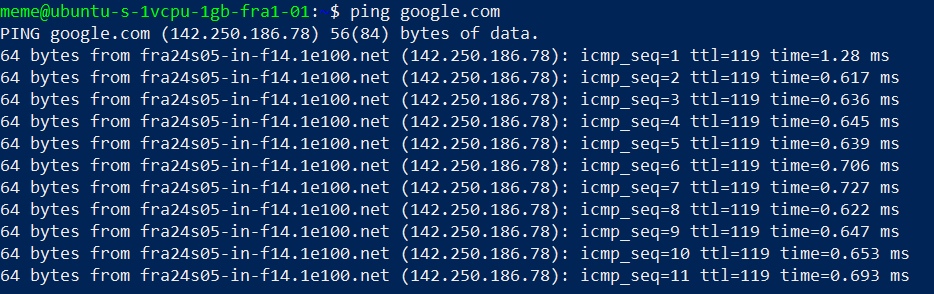 meme@ubuntu-s-1vcpu-1gb-fra1-01: $ ping google.com
PING google.com (142.250.186.78) 56(84) bytes of data.
64 bytes from fra24s05-in-f14.1e100.net (142.250.186.78): icmp_seq=1 ttl=119 time=1.28 ms
64 bytes from fra24s05-in-f14.1e100.net (142.250.186.78): icmp_seq=2 ttl=119 time=0.617 ms
64 bytes from fra24s05-in-f14.1e100.net (142.250.186.78): icmp_seq=3 ttl=119 time=0.636 ms
64 bytes from fra24s05-in-f14.1e100.net (142.250.186.78): icmp_seq=4 ttl=119 time=0.645 ms
64 bytes from fra24s05-in-f14.1e100.net (142.250.186.78): icmp_seq=5 ttl=119 time=0.639 ms
64 bytes from fra24s05-in-f14.1e100.net (142.250.186.78): icmp_seq=6 ttl=119 time=0.706 ms
64 bytes from fra24s05-in-f14.1e100.net (142.250.186.78): icmp_seq=7 ttl=119 time=0.727 ms
64 bytes from fra24s05-in-f14.1e100.net (142.250.186.78): icmp_seq=8 ttl=119 time=0.622 ms
64 bytes from fra24s05-in-f14.1e100.net (142.250.186.78): icmp_seq=9 ttl=119 time=0.647 ms
64 bytes from fra24s05-in-f14.1e100.net (142.250.186.78): icmp_seq=10 ttl=119 time=0.653 ms
64 bytes from fra24s05-in-f14.1e100.net (142.250.186.78): icmp_seq=11 ttl=119 time=0.693 ms